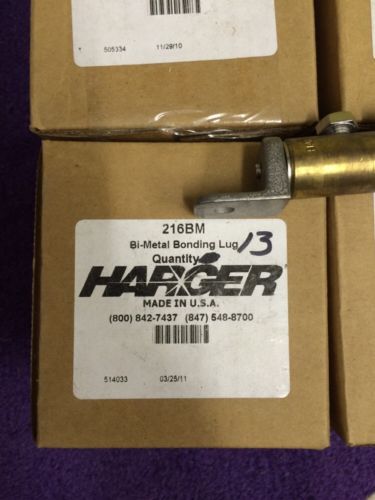 505334 11/29/10
216BM
Bi-Metal Bonding Lug
13
Quantity
HARGER
MADE IN U.S.A.
(800) 842-7437 (847) 548-8700
514033 03/25/11